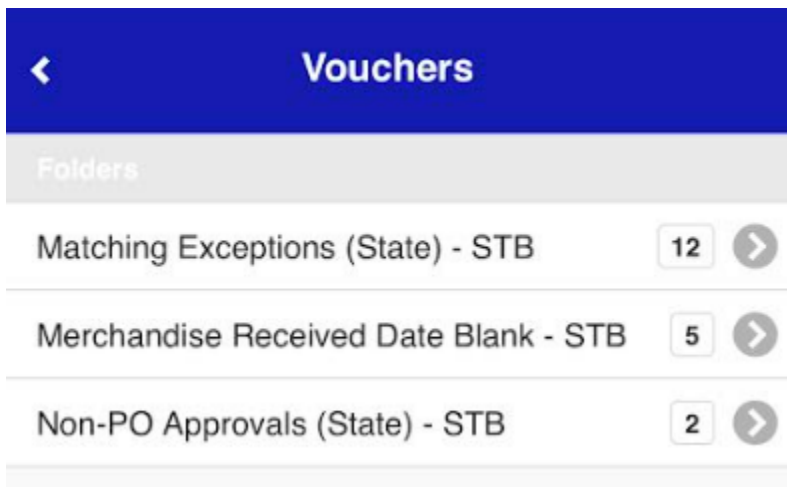 Vouchers
Folders
Matching Exceptions (State) - STB 12
Merchandise Received Date Blank - STB 5
Non-PO Approvals (State) - STB 2